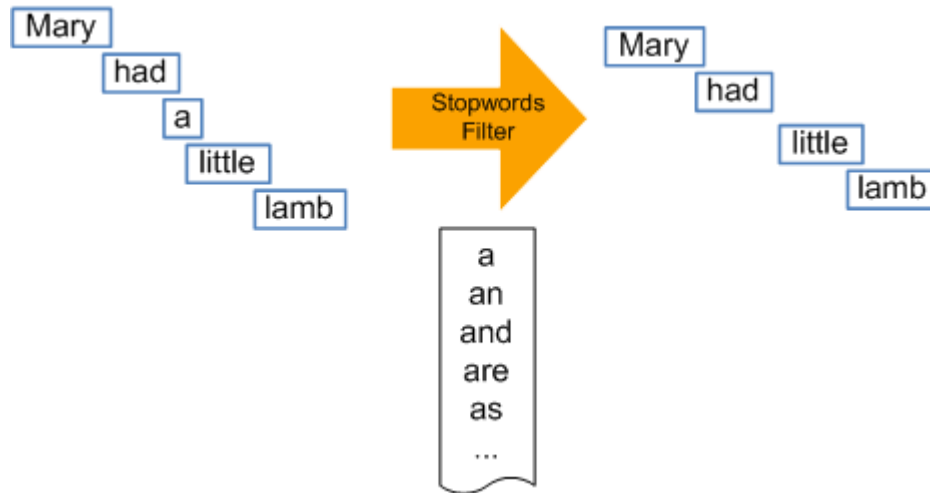 Mary
had
a
little
lamb
Stopwords
Filter
a
an
and
are
as
...
Mary
had
little
lamb